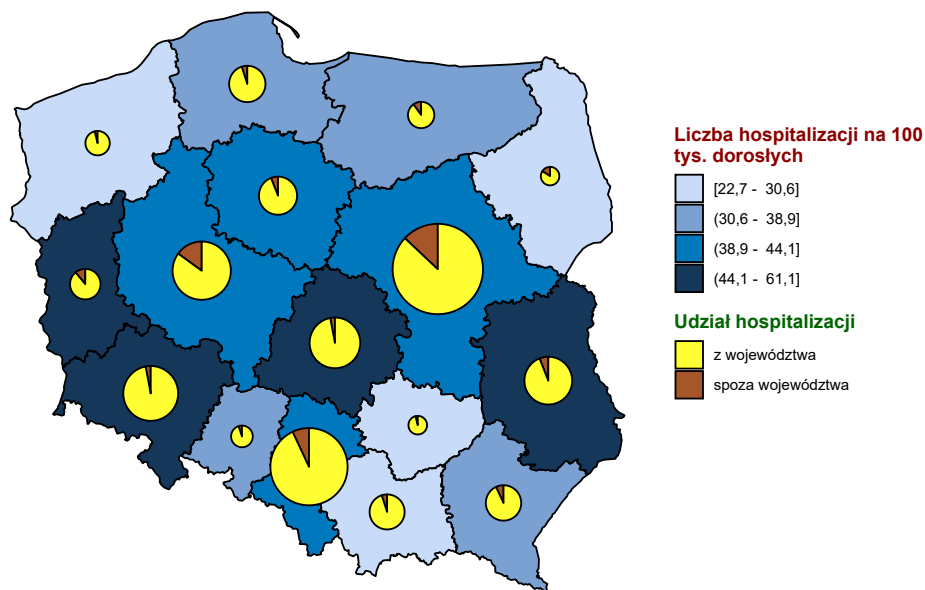 Liczba hospitalizacji na 100
tys. dorosłych
[22,7 - 30,6]
(30,6 - 38,9]
(38,9 - 44,1]
(44,1 - 61,1]
Udział hospitalizacji
z województwa
spoza województwa